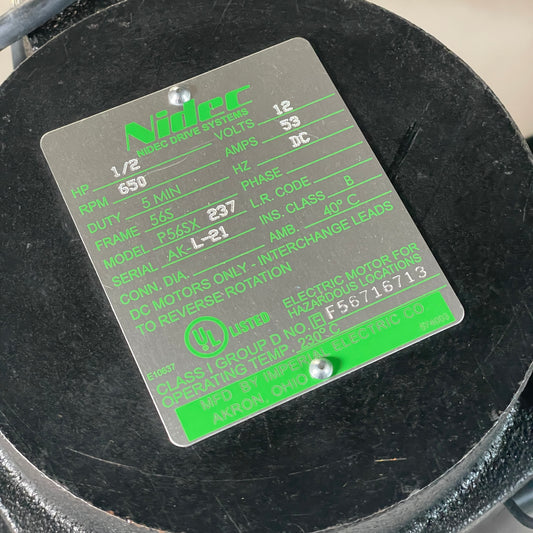 Nidec
NIDEC DRIVE SYSTEMS
HP 1/2 VOLTS 12
RPM 650 AMPS 53
DUTY 5 MIN HZ DC
FRAME 56S PHASE
MODEL P56SX 237 L.R. CODE
SERIAL AK-L-21 INS. CLASS B
CONN. DIA. AMB. 40° C
DC MOTORS ONLY - INTERCHANGE LEADS
TO REVERSE ROTATION
UL LISTED
ELECTRIC MOTOR FOR
HAZARDOUS LOCATIONS
E10637
CLASS I GROUP D NO. E F56716713
OPERATING TEMP. 230° C
MFD BY IMPERIAL ELECTRIC CO.
AKRON, OHIO